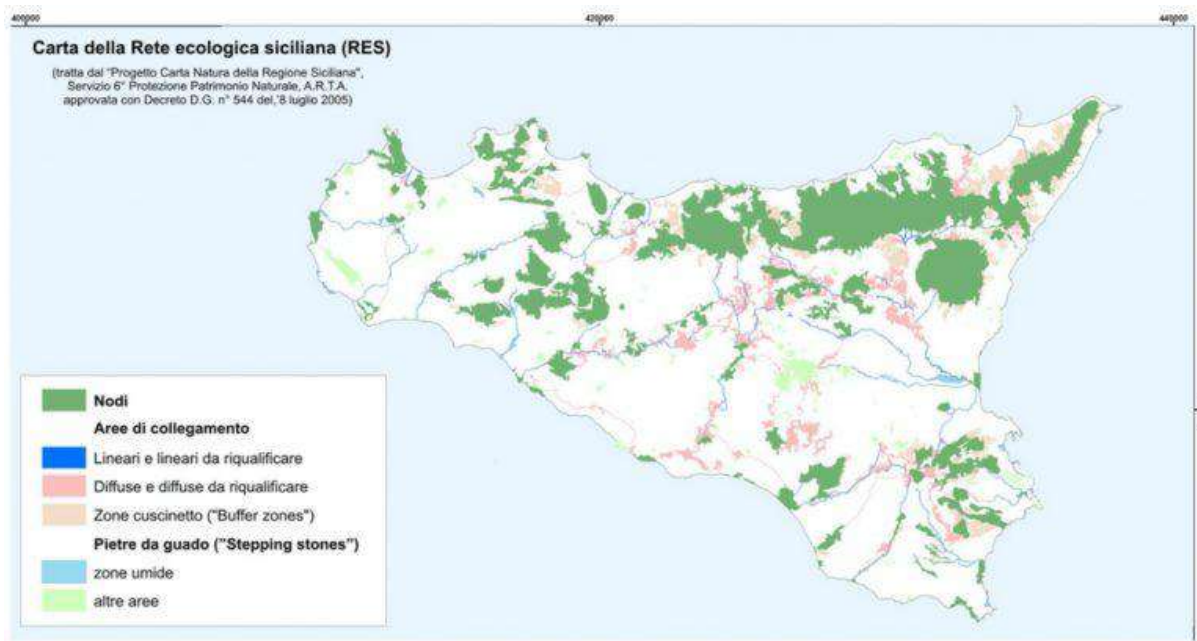 400000 420000 440000
Carta della Rete ecologica siciliana (RES)
(tratta dal "Progetto Carta Natura della Regione Siciliana",
Servizio 6° Protezione Patrimonio Naturale, A.R.T.A.
approvata con Decreto D.G. n° 544 del,'8 luglio 2005)
Nodi
Aree di collegamento
Lineari e lineari da riqualificare
Diffuse e diffuse da riqualificare
Zone cuscinetto ("Buffer zones")
Pietre da guado ("Stepping stones")
zone umide
altre aree